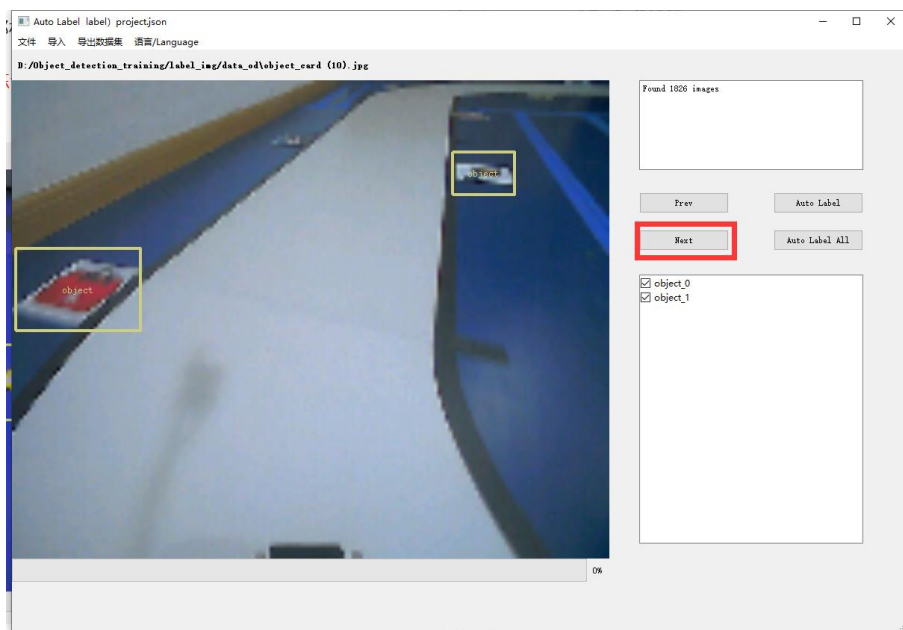 Auto Label label) project.json
文件 导入 导出数据集 语言/Language
D:/Object_detection_training/label_img/data_od\object_card (10).jpg
Found 1826 images
object
Prev
Auto Label
Next
Auto Label All
object
object_0
object_1
0%